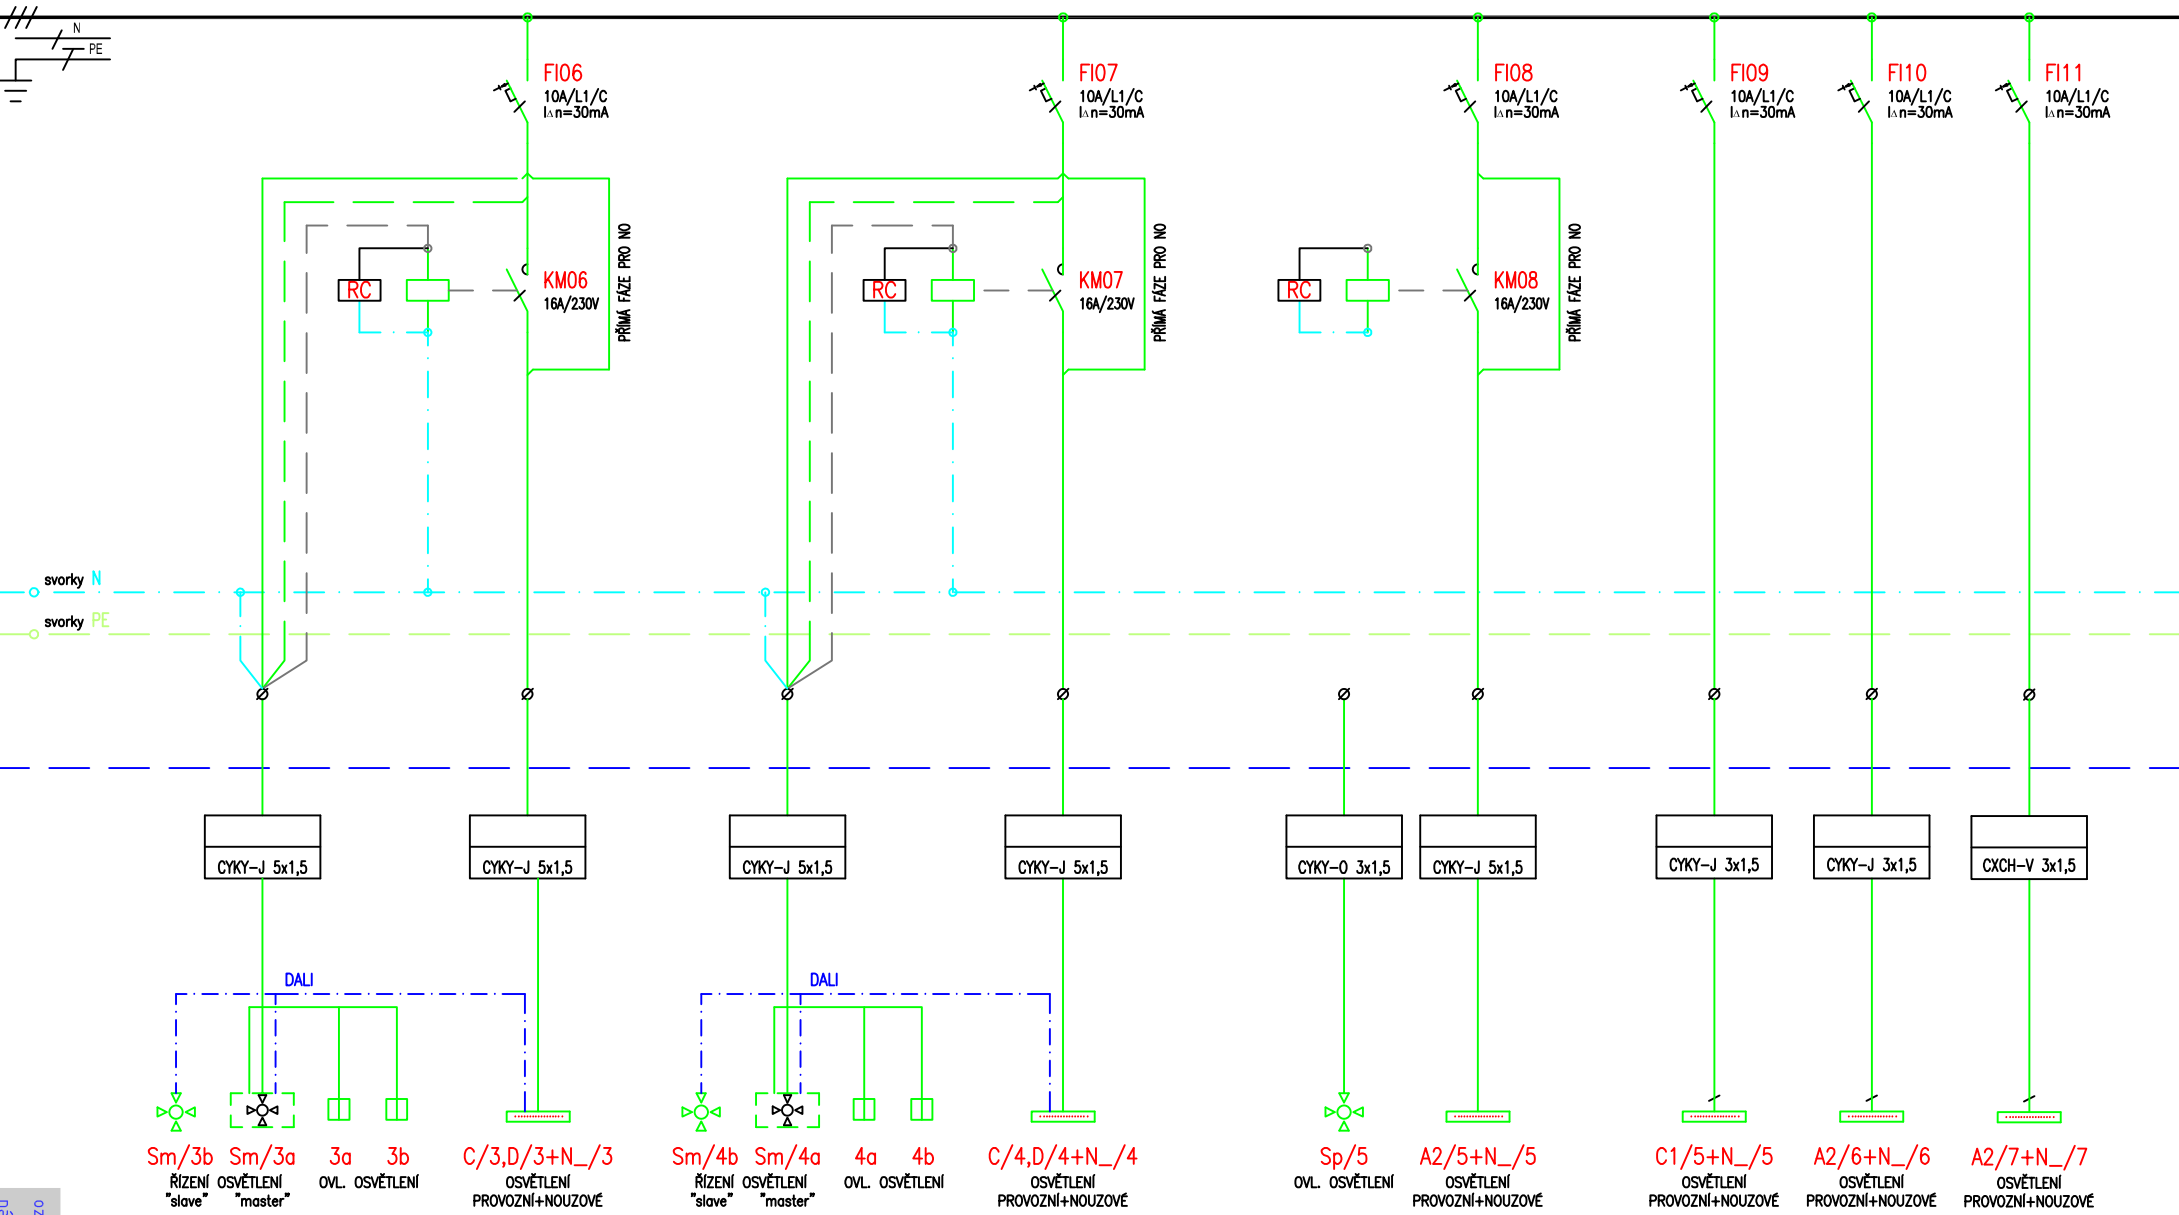 N
PE
FI06
10A/L1/C
I△n=30mA
FI07
10A/L1/C
I△n=30mA
FI08
10A/L1/C
I△n=30mA
FI09
10A/L1/C
I△n=30mA
FI10
10A/L1/C
I△n=30mA
FI11
10A/L1/C
I△n=30mA
RC
KM06
16A/230V
PŘÍMÁ FÁZE PRO NO
RC
KM07
16A/230V
PŘÍMÁ FÁZE PRO NO
RC
KM08
16A/230V
PŘÍMÁ FÁZE PRO NO
svorky N
svorky PE
CYKY-J 5x1,5
CYKY-J 5x1,5
CYKY-J 5x1,5
CYKY-J 5x1,5
CYKY-O 3x1,5
CYKY-J 5x1,5
CYKY-J 3x1,5
CYKY-J 3x1,5
CXCH-V 3x1,5
DALI
DALI
Sm/3b
Sm/3a
3a
3b
C/3,D/3+N_/3
Sm/4b
Sm/4a
4a
4b
C/4,D/4+N_/4
Sp/5
A2/5+N_/5
C1/5+N_/5
A2/6+N_/6
A2/7+N_/7
ŘÍZENÍ OSVĚTLENÍ
"slave" "master"
OVL. OSVĚTLENÍ
OSVĚTLENÍ
PROVOZNÍ+NOUZOVÉ
ŘÍZENÍ OSVĚTLENÍ
"slave" "master"
OVL. OSVĚTLENÍ
OSVĚTLENÍ
PROVOZNÍ+NOUZOVÉ
OVL. OSVĚTLENÍ
OSVĚTLENÍ
PROVOZNÍ+NOUZOVÉ
OSVĚTLENÍ
PROVOZNÍ+NOUZOVÉ
OSVĚTLENÍ
PROVOZNÍ+NOUZOVÉ
OSVĚTLENÍ
PROVOZNÍ+NOUZOVÉ